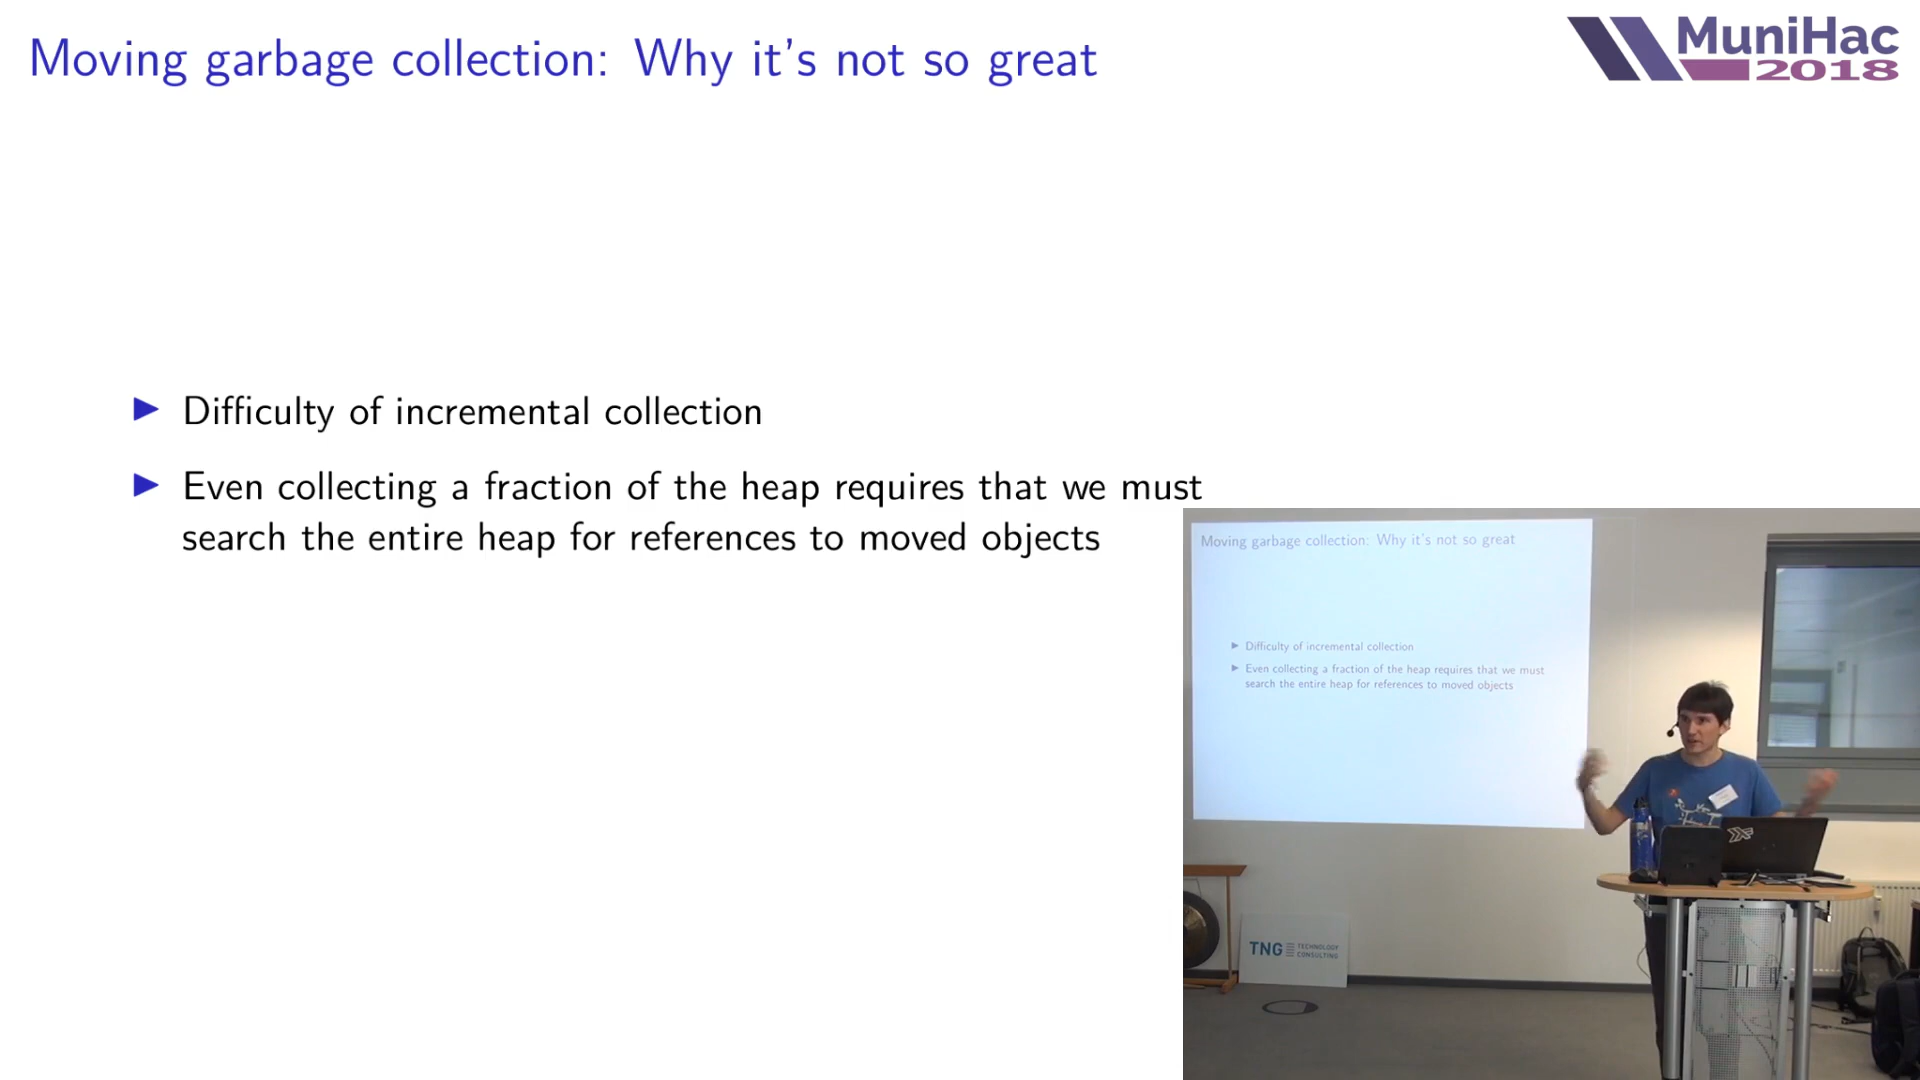 Moving garbage collection: Why it's not so great
MuniHac
2018
▶ Difficulty of incremental collection
▶ Even collecting a fraction of the heap requires that we must
search the entire heap for references to moved objects
Moving garbage collection: Why it's not so great
▶ Difficulty of incremental collection
▶ Even collecting a fraction of the heap requires that we must
search the entire heap for references to moved objects
TNG TECHNOLOGY
CONSULTING